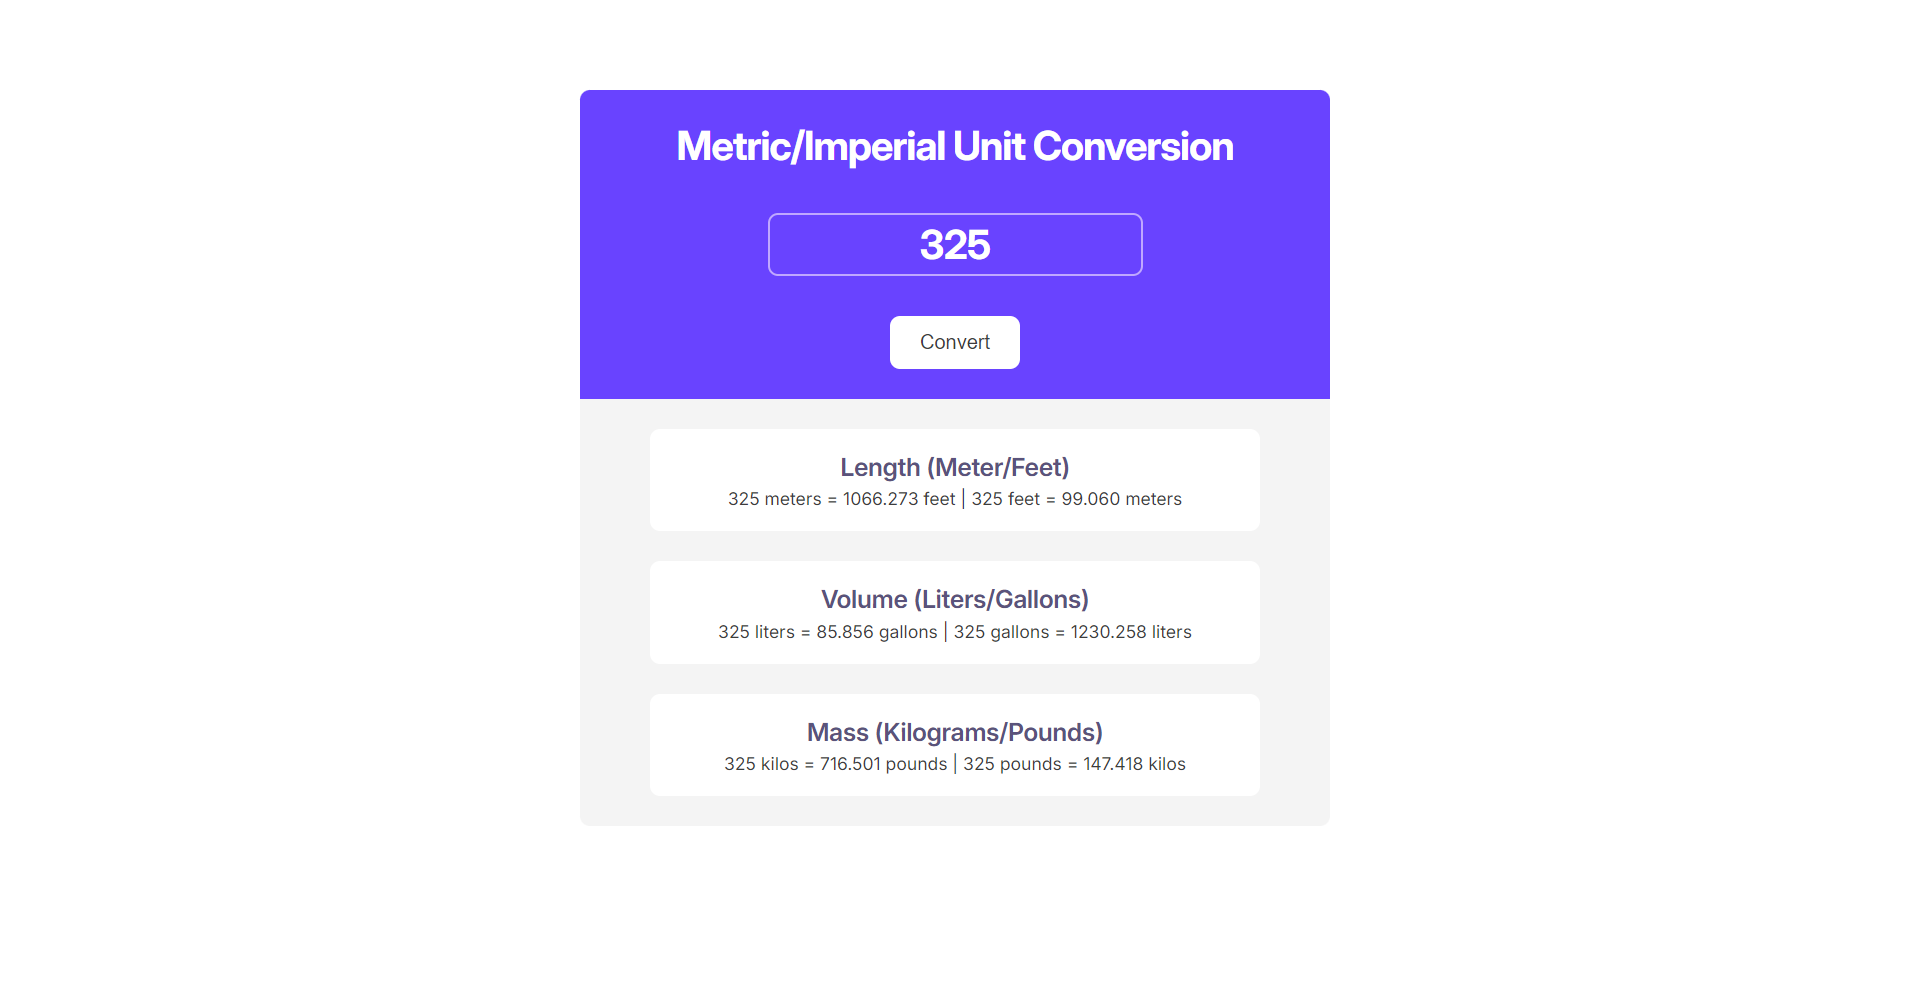 Metric/Imperial Unit Conversion
325
Convert
Length (Meter/Feet)
325 meters = 1066.273 feet | 325 feet = 99.060 meters
Volume (Liters/Gallons)
325 liters = 85.856 gallons | 325 gallons = 1230.258 liters
Mass (Kilograms/Pounds)
325 kilos = 716.501 pounds | 325 pounds = 147.418 kilos